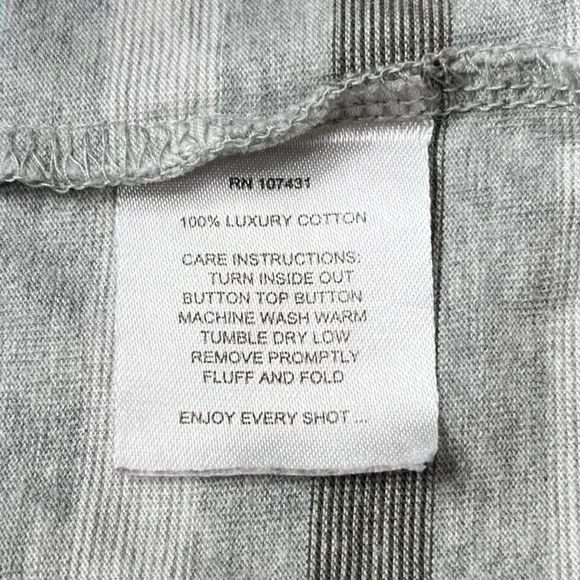 RN 107431
100% LUXURY COTTON
CARE INSTRUCTIONS:
TURN INSIDE OUT
BUTTON TOP BUTTON
MACHINE WASH WARM
TUMBLE DRY LOW
REMOVE PROMPTLY
FLUFF AND FOLD
ENJOY EVERY SHOT ...